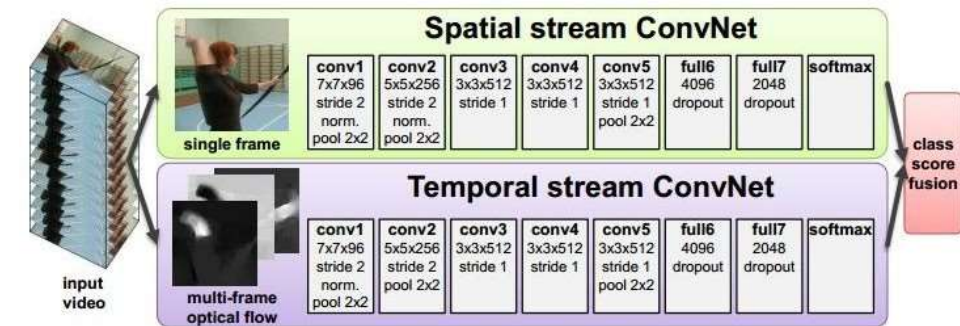 input
video
Spatial stream ConvNet
single frame
conv1
7x7x96
stride 2
norm.
pool 2x2
conv2
5x5x256
stride 2
norm.
pool 2x2
conv3
3x3x512
stride 1
conv4
3x3x512
stride 1
conv5
3x3x512
stride 1
pool 2x2
full6
4096
dropout
full7
2048
dropout
softmax
Temporal stream ConvNet
multi-frame
optical flow
conv1
7x7x96
stride 2
norm.
pool 2x2
conv2
5x5x256
stride 2
pool 2x2
conv3
3x3x512
stride 1
conv4
3x3x512
stride 1
conv5
3x3x512
stride 1
pool 2x2
full6
4096
dropout
full7
2048
dropout
softmax
class
score
fusion